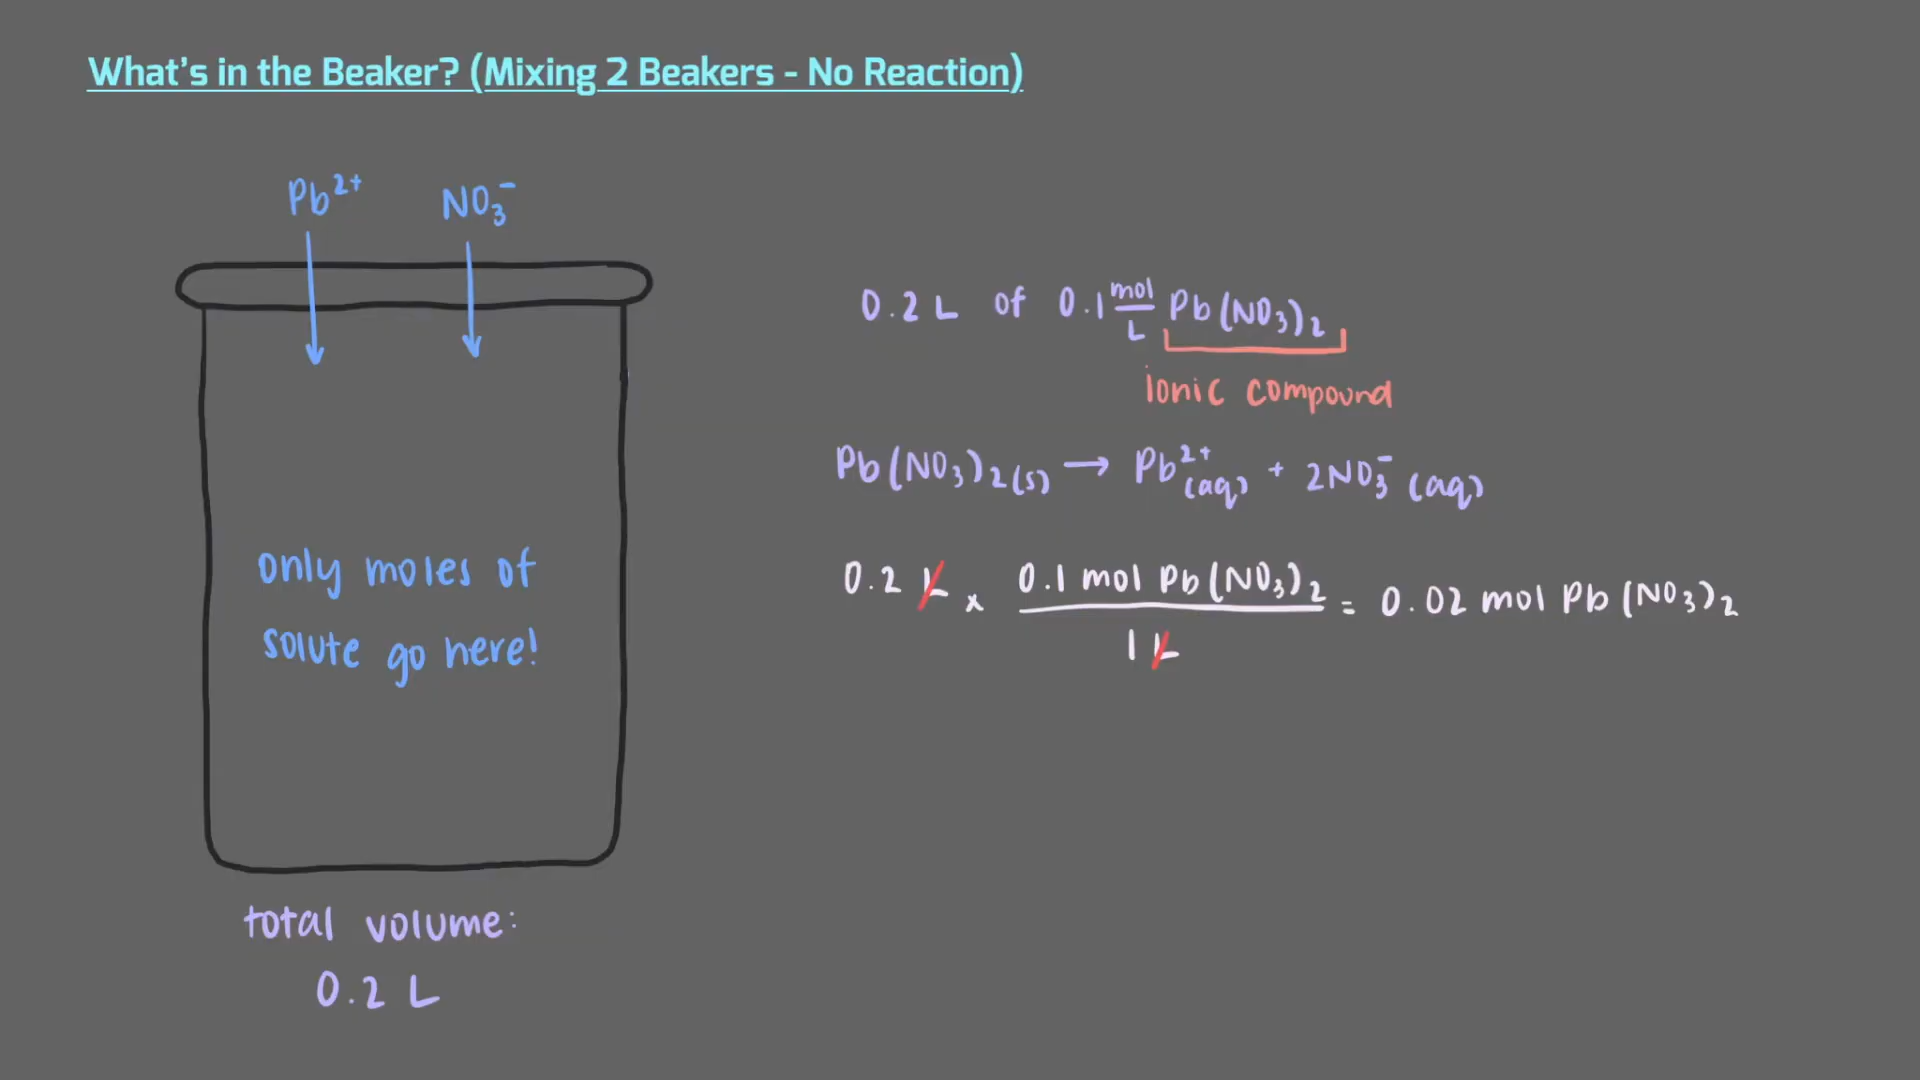 What's in the Beaker? (Mixing 2 Beakers - No Reaction)
Pb²⁺ NO₃⁻
only moles of
solute go here!
total volume:
0.2 L
0.2 L of 0.1 mol/L Pb(NO₃)₂
ionic compound
Pb(NO₃)₂(s) → Pb²⁺(aq) + 2NO₃⁻(aq)
0.2 L × 0.1 mol Pb(NO₃)₂ / 1 L = 0.02 mol Pb(NO₃)₂